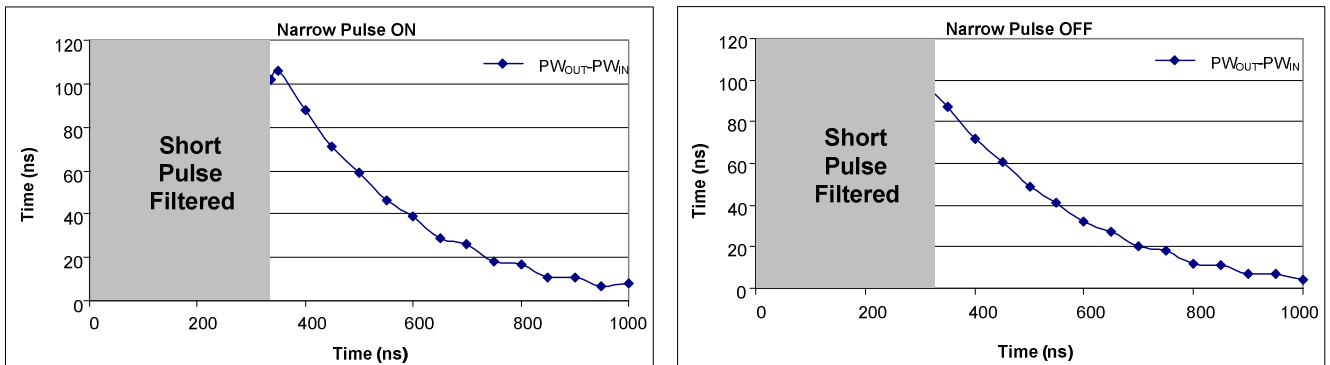 Narrow Pulse ON
120
100
80
60
40
20
0
Time (ns)
Short
Pulse
Filtered
PWOUT-PWIN
0 200 400 600 800 1000
Time (ns)
Narrow Pulse OFF
120
100
80
60
40
20
0
Time (ns)
Short
Pulse
Filtered
PWOUT-PWIN
0 200 400 600 800 1000
Time (ns)